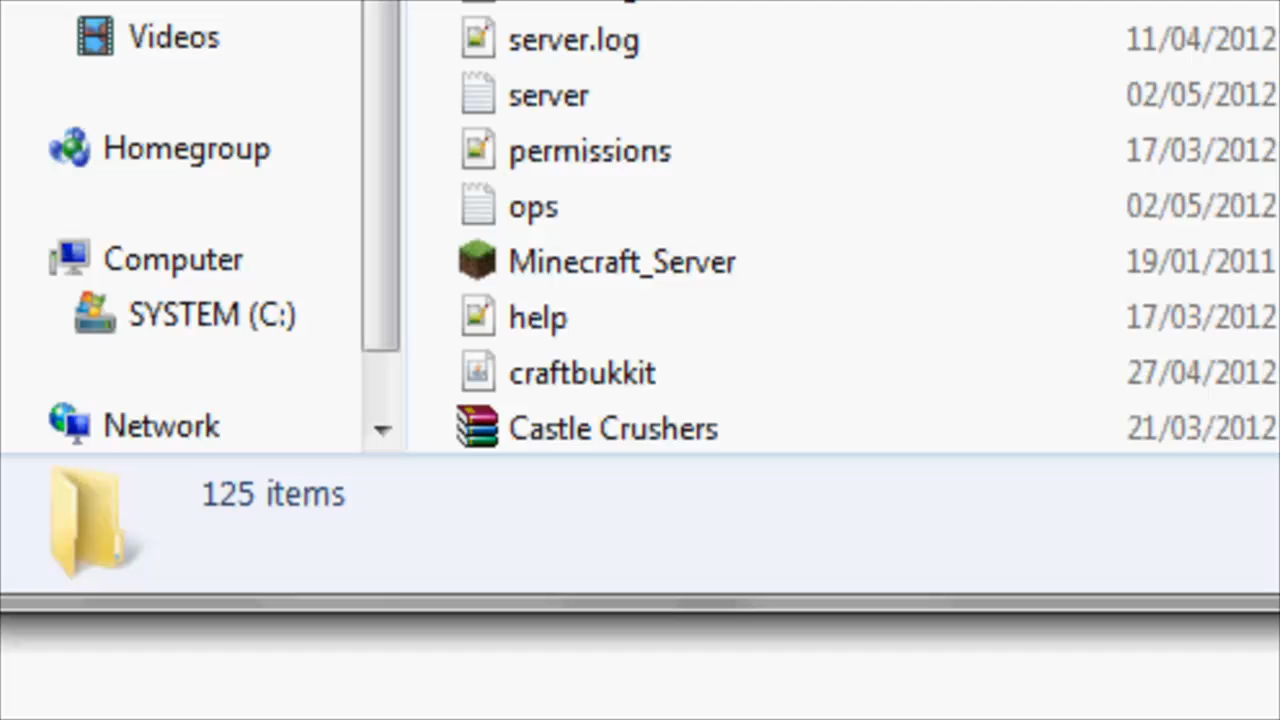 Videos
Homegroup
Computer
SYSTEM (C:)
Network
server.log 11/04/2012
server 02/05/2012
permissions 17/03/2012
ops 02/05/2012
Minecraft_Server 19/01/2011
help 17/03/2012
craftbukkit 27/04/2012
Castle Crushers 21/03/2012
125 items